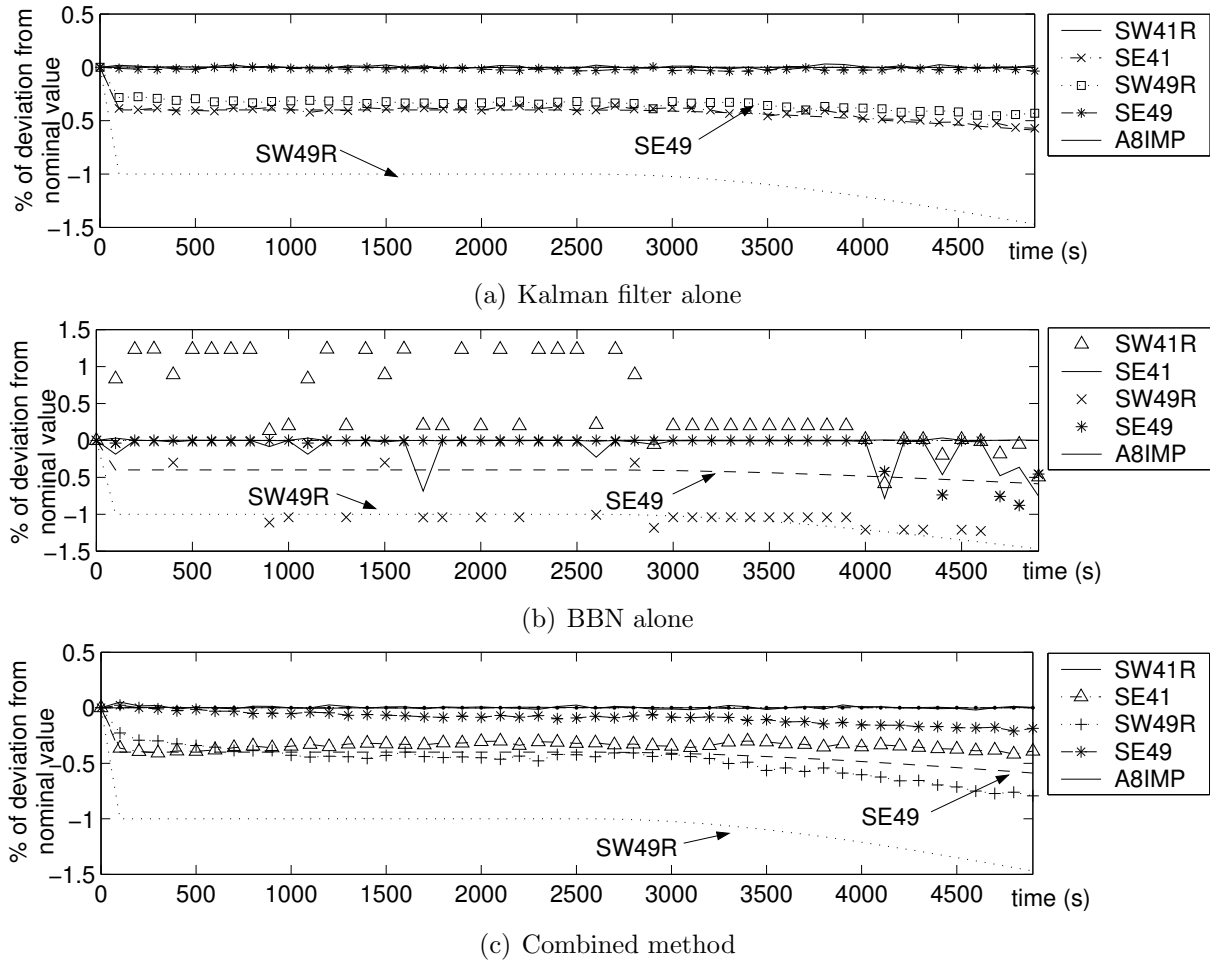 % of deviation from
nominal value
0.5
0
−0.5
−1
−1.5
SW49R
SE49
0 500 1000 1500 2000 2500 3000 3500 4000 4500
time (s)
SW41R
SE41
SW49R
SE49
A8IMP
(a) Kalman filter alone
% of deviation from
nominal value
1.5
1
0.5
0
−0.5
−1
−1.5
SW49R
SE49
0 500 1000 1500 2000 2500 3000 3500 4000 4500
time (s)
SW41R
SE41
SW49R
SE49
A8IMP
(b) BBN alone
% of deviation from
nominal value
0.5
0
−0.5
−1
−1.5
SW49R
SE49
0 500 1000 1500 2000 2500 3000 3500 4000 4500
time (s)
SW41R
SE41
SW49R
SE49
A8IMP
(c) Combined method